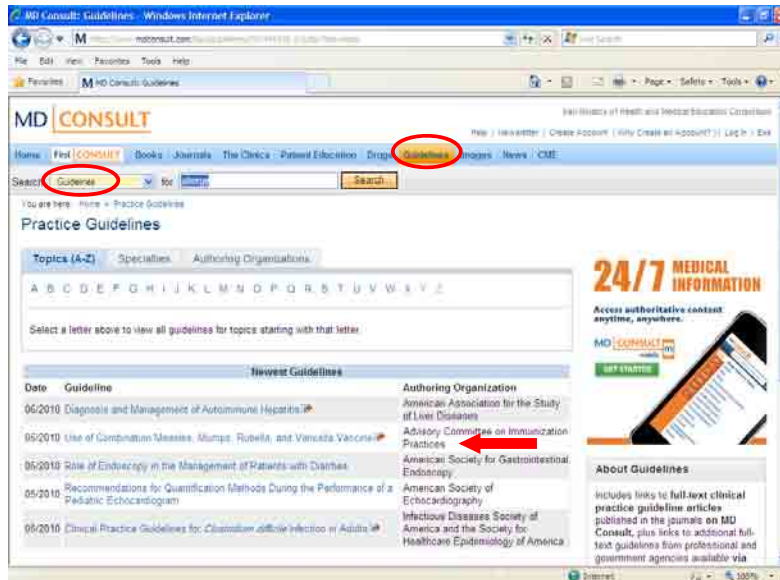 MD Consult: Guidelines - Windows Internet Explorer
File Edit View Favorites Tools Help
Favorites MD Consult: Guidelines
Page Safety Tools
MD CONSULT
Help | Newsletter | Create Account | Why Create an Account? | Log In |
Home First CONSULT Books Journals The Clinics Patient Education Drugs Guidelines Images News CME
Search Guidelines for Search
You are here: Home > Practice Guidelines
Practice Guidelines
Topics (A-Z) Specialties Authoring Organizations
A B C D E F G H I J K L M N O P Q R S T U V W X Y Z
Select a letter above to view all guidelines for topics starting with that letter.
Newest Guidelines
Date Guideline Authoring Organization
06/2010 Diagnosis and Management of Autoimmune Hepatitis American Association for the Study of Liver Diseases
05/2010 Use of Combination Measles, Mumps, Rubella, and Varicella Vaccine Advisory Committee on Immunization Practices
05/2010 Role of Endoscopy in the Management of Patients with Diarrhea American Society for Gastrointestinal Endoscopy
05/2010 Recommendations for Quantification Methods During the Performance of a Pediatric Echocardiogram American Society of Echocardiography
05/2010 Clinical Practice Guidelines for Clostridium difficile Infection in Adults Infectious Diseases Society of America and the Society for Healthcare Epidemiology of America
24/7 MEDICAL INFORMATION
Access authoritative content
anytime, anywhere.
MD CONSULT m
mobile
GET STARTED
About Guidelines
Includes links to full-text clinical
practice guideline articles
published in the journals on MD
Consult, plus links to additional full-
text guidelines from professional and
government agencies available via
Internet 100%